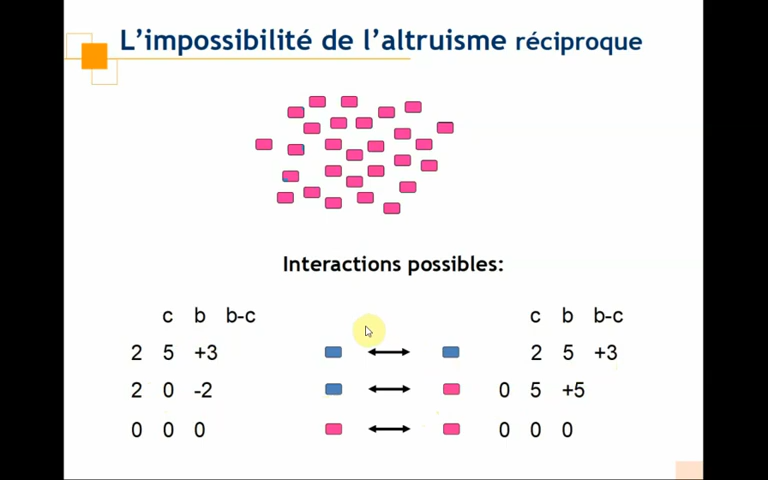 L'impossibilité de l'altruisme réciproque
Interactions possibles:
c b b-c c b b-c
2 5 +3 2 5 +3
2 0 -2 0 5 +5
0 0 0 0 0 0